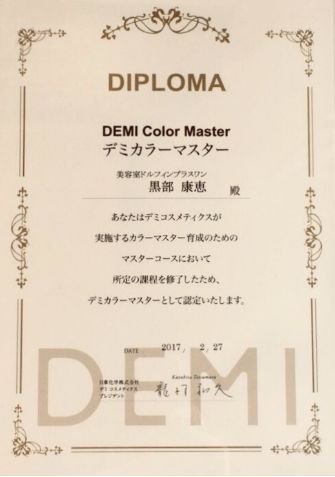 DIPLOMA
DEMI Color Master
デミカラーマスター
美容室ドルフィンプラスワン
黒部 康恵 殿
あなたはデミコスメティクスが
実施するカラーマスター育成のための
マスターコースにおいて
所定の課程を修了したため、
デミカラーマスターとして認定いたします。
DATE 2017, 2, 27
日華化学株式会社
デミ コスメティクス
プレジデント
DEMI